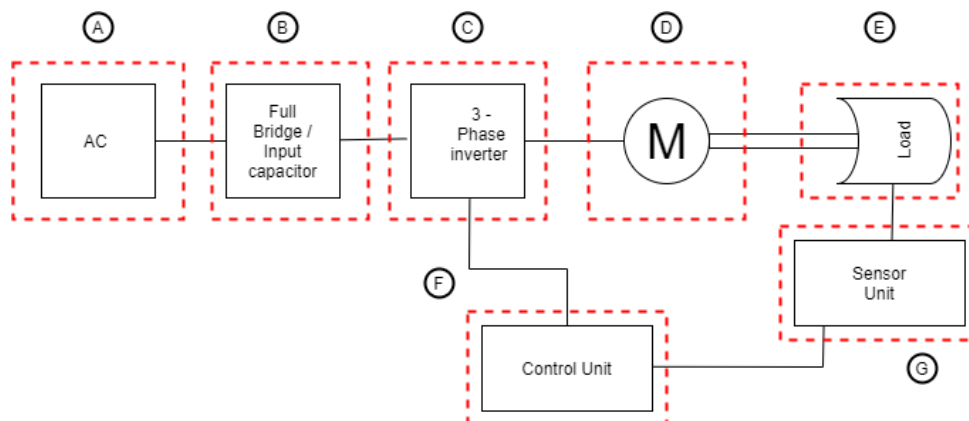 A
B
C
D
E
AC
Full
Bridge /
Input
capacitor
3 -
Phase
inverter
M
Load
F
Sensor
Unit
Control Unit
G